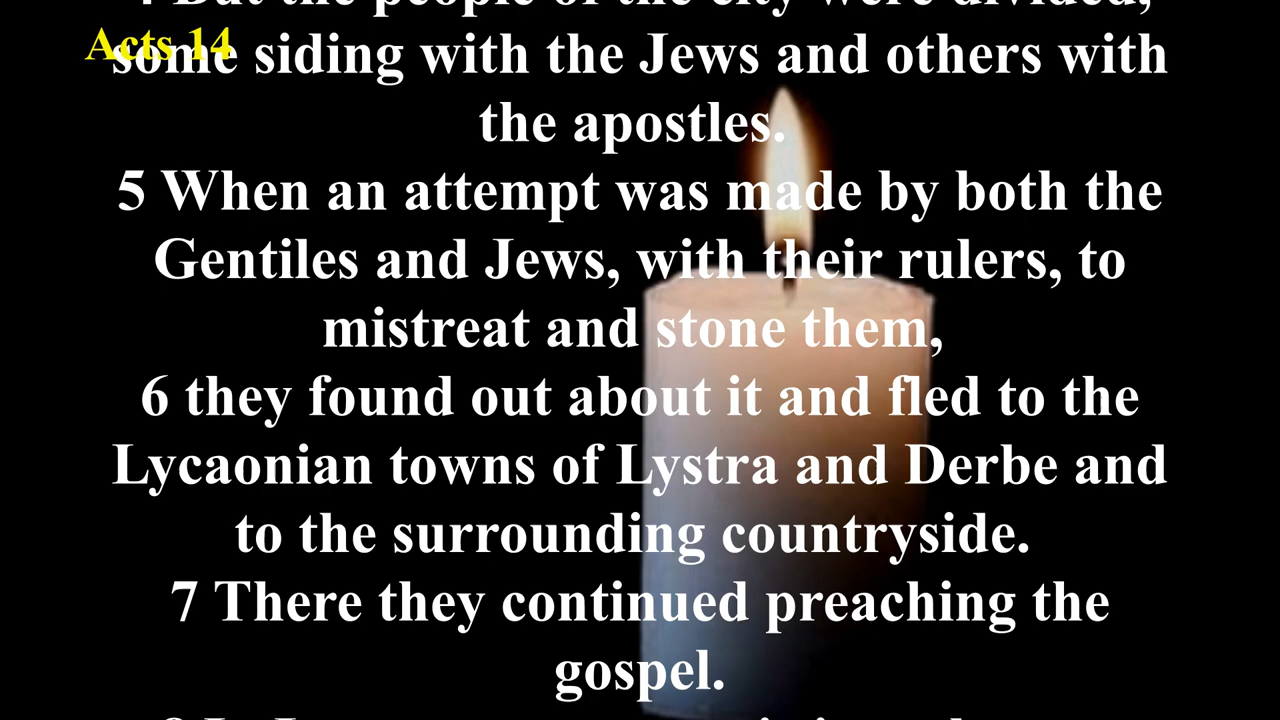 4 But the people of the city were divided,
Acts 14
some siding with the Jews and others with
the apostles.
5 When an attempt was made by both the
Gentiles and Jews, with their rulers, to
mistreat and stone them,
6 they found out about it and fled to the
Lycaonian towns of Lystra and Derbe and
to the surrounding countryside.
7 There they continued preaching the
gospel.